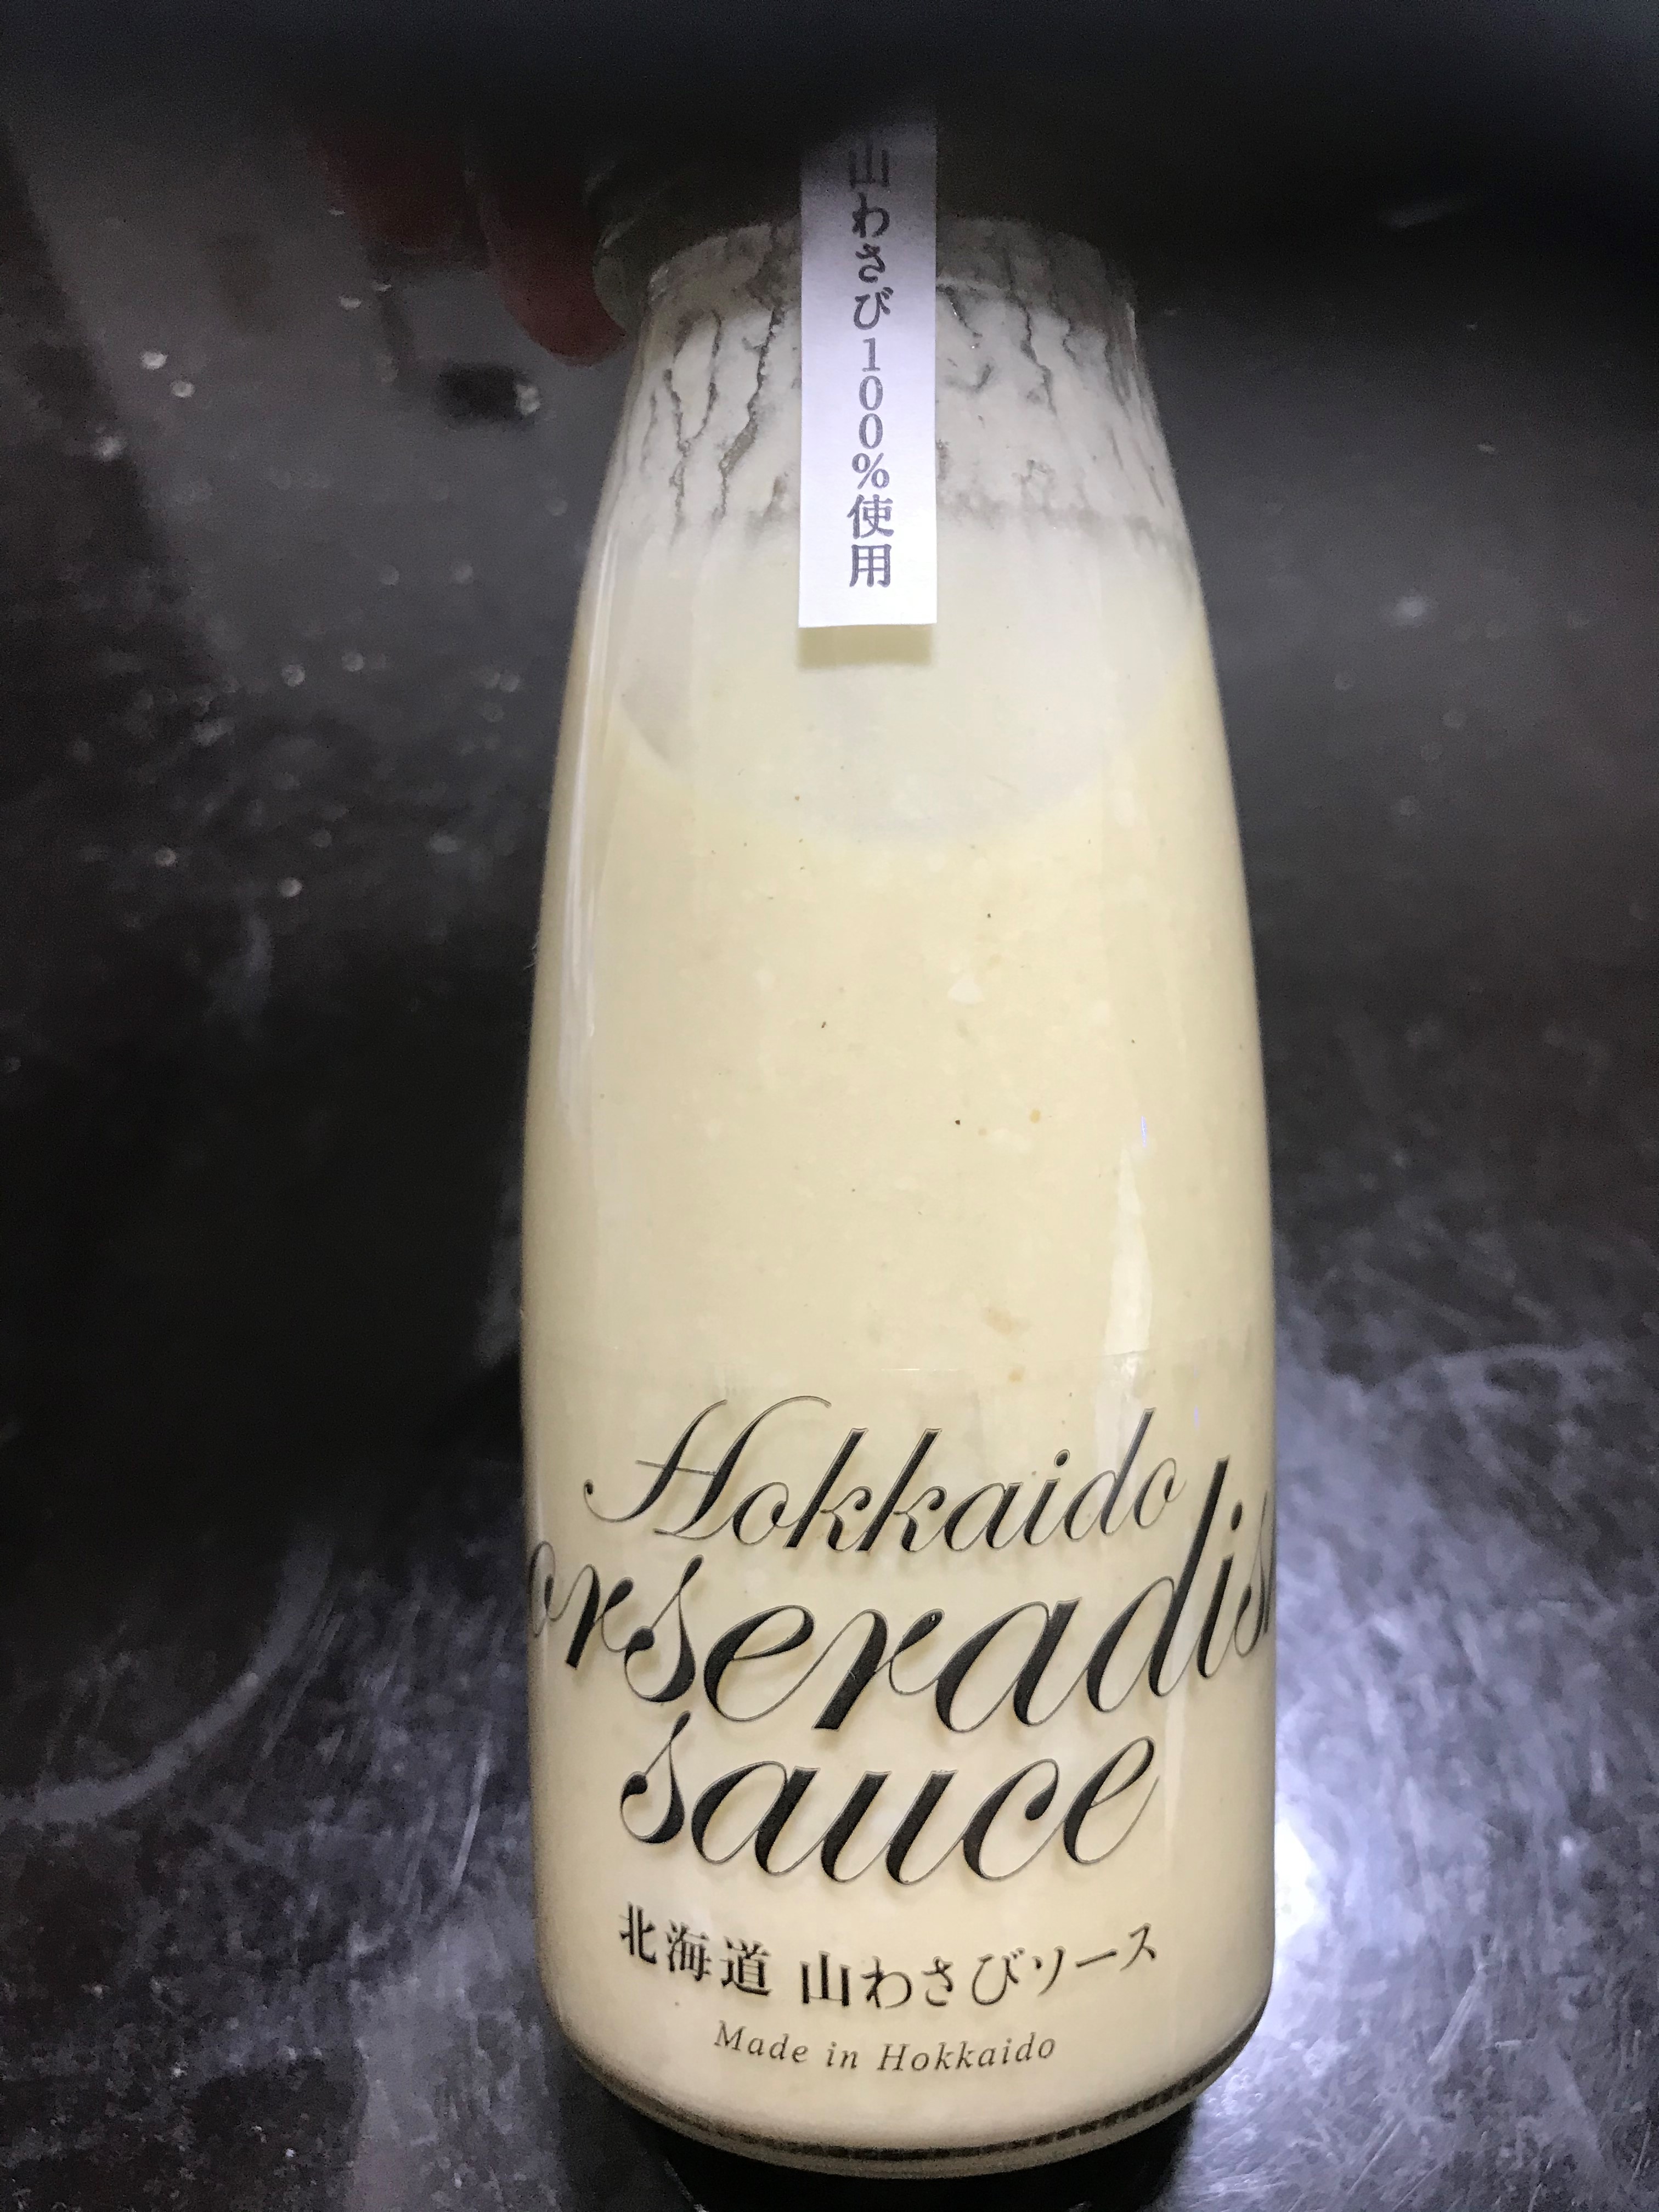 山わさび100%使用
Hokkaido
orseradis
sauce
北海道 山わさびソース
Made in Hokkaido